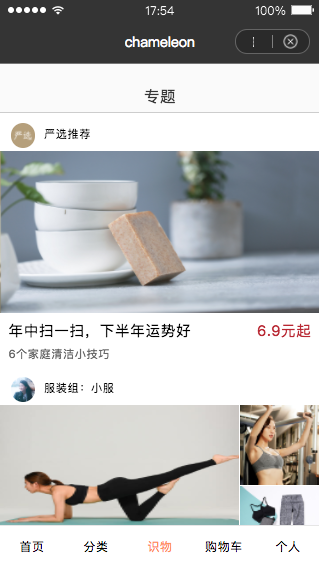 17:54
100%
chameleon
专题
严选
严选推荐
年中扫一扫，下半年运势好
6.9元起
6个家庭清洁小技巧
服装组：小服
首页
分类
识物
购物车
个人